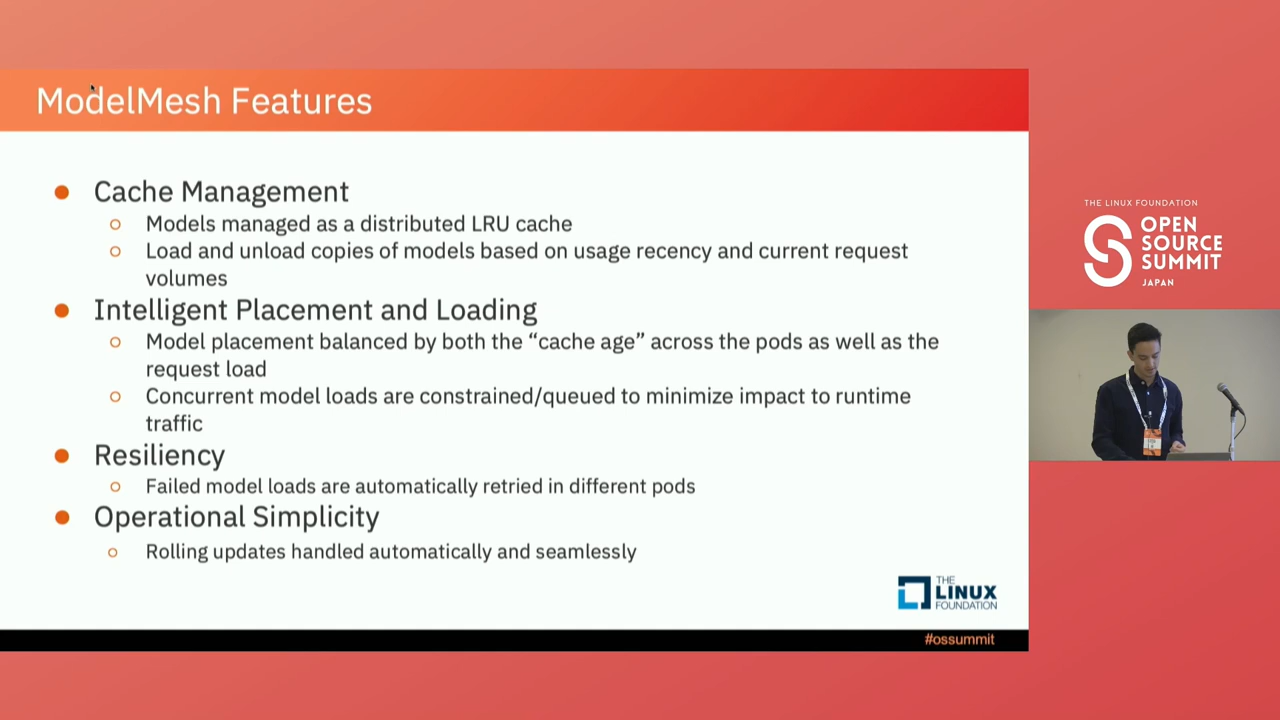 ModelMesh Features
Cache Management
Models managed as a distributed LRU cache
Load and unload copies of models based on usage recency and current request
volumes
Intelligent Placement and Loading
Model placement balanced by both the “cache age” across the pods as well as the
request load
Concurrent model loads are constrained/queued to minimize impact to runtime
traffic
Resiliency
Failed model loads are automatically retried in different pods
Operational Simplicity
Rolling updates handled automatically and seamlessly
THE
LINUX
FOUNDATION
#ossummit
THE LINUX FOUNDATION
OPEN
SOURCE
SUMMIT
JAPAN